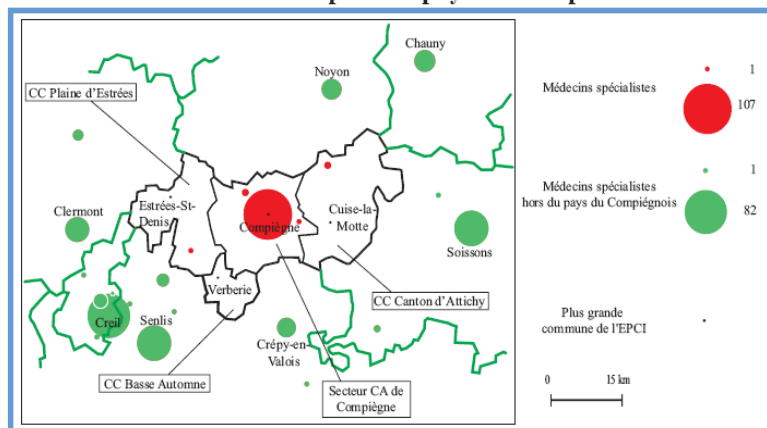 Chauny
Noyon
CC Plaine d'Estrées
Médecins spécialistes
1
107
Estrées-St-
Denis
Compiègne
Cuise-la-
Motte
Clermont
Soissons
Médecins spécialistes
hors du pays du Compiégnois
1
82
Verberie
CC Canton d'Attichy
Creil
Senlis
Crépy-en-
Valois
Plus grande
commune de l'EPCI
CC Basse Automne
Secteur CA de
Compiègne
0
15 km